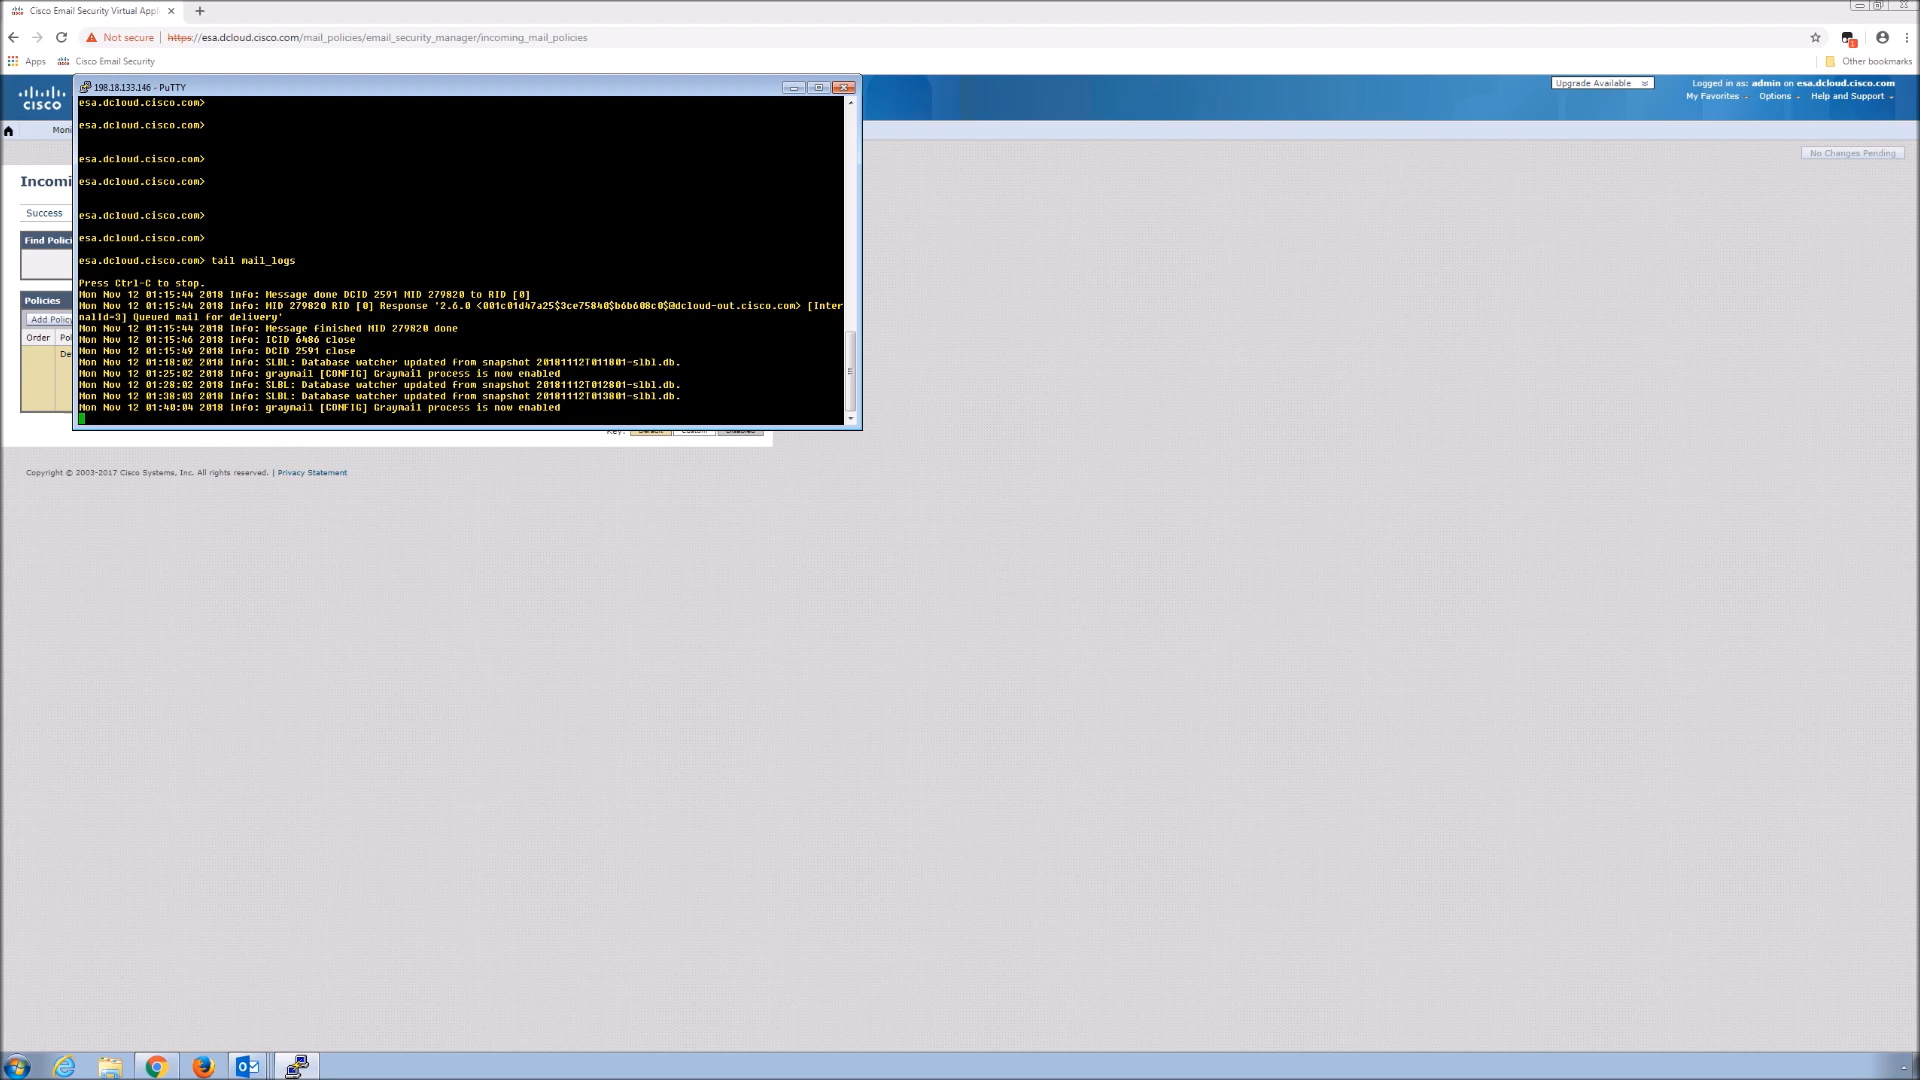 Cisco Email Security Virtual Appl
Not secure
https://esa.dcloud.cisco.com/mail_policies/email_security_manager/incoming_mail_policies
1
Apps
Cisco Email Security
Other bookmarks
198.18.133.146 - PuTTY
Upgrade Available
Logged in as: admin on esa.dcloud.cisco.com
My Favorites
Options
Help and Support
CISCO
Moni
No Changes Pending
Incomi
Success
Find Polici
Policies
Add Policy
Order
Pol
De
esa.dcloud.cisco.com>
esa.dcloud.cisco.com>
esa.dcloud.cisco.com>
esa.dcloud.cisco.com>
esa.dcloud.cisco.com>
esa.dcloud.cisco.com>
esa.dcloud.cisco.com> tail mail_logs
Press Ctrl-C to stop.
Mon Nov 12 01:15:44 2018 Info: Message done DCID 2591 MID 279820 to RID [0]
Mon Nov 12 01:15:44 2018 Info: MID 279820 RID [0] Response '2.6.0 <001c01d47a25$3ce75840$b6b608c0$@dcloud-out.cisco.com> [Inter
nalId=3] Queued mail for delivery'
Mon Nov 12 01:15:44 2018 Info: Message finished MID 279820 done
Mon Nov 12 01:15:46 2018 Info: ICID 6486 close
Mon Nov 12 01:15:49 2018 Info: DCID 2591 close
Mon Nov 12 01:18:02 2018 Info: SLBL: Database watcher updated from snapshot 20181112T011801-slbl.db.
Mon Nov 12 01:25:02 2018 Info: graymail [CONFIG] Graymail process is now enabled
Mon Nov 12 01:28:02 2018 Info: SLBL: Database watcher updated from snapshot 20181112T012801-slbl.db.
Mon Nov 12 01:38:03 2018 Info: SLBL: Database watcher updated from snapshot 20181112T013801-slbl.db.
Mon Nov 12 01:40:04 2018 Info: graymail [CONFIG] Graymail process is now enabled
Copyright © 2003-2017 Cisco Systems, Inc. All rights reserved. | Privacy Statement